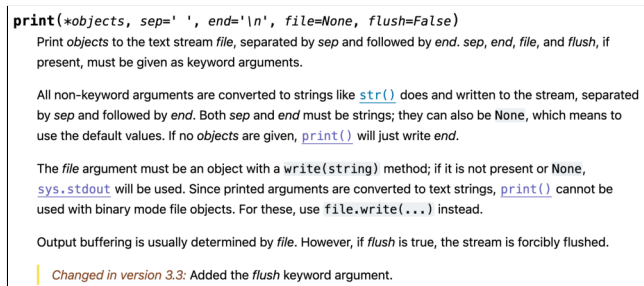 print(*objects, sep=' ', end='\n', file=None, flush=False)
Print objects to the text stream file, separated by sep and followed by end. sep, end, file, and flush, if
present, must be given as keyword arguments.
All non-keyword arguments are converted to strings like str() does and written to the stream, separated
by sep and followed by end. Both sep and end must be strings; they can also be None, which means to
use the default values. If no objects are given, print() will just write end.
The file argument must be an object with a write(string) method; if it is not present or None,
sys.stdout will be used. Since printed arguments are converted to text strings, print() cannot be
used with binary mode file objects. For these, use file.write(...) instead.
Output buffering is usually determined by file. However, if flush is true, the stream is forcibly flushed.
Changed in version 3.3: Added the flush keyword argument.